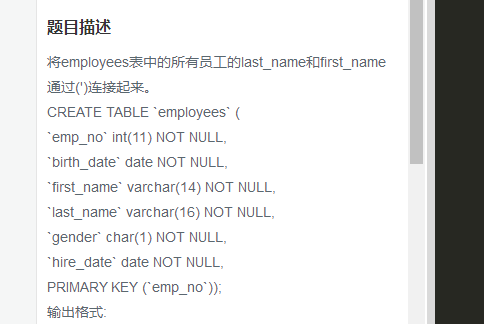 题目描述
将employees表中的所有员工的last_name和first_name
通过(')连接起来。
CREATE TABLE `employees` (
`emp_no` int(11) NOT NULL,
`birth_date` date NOT NULL,
`first_name` varchar(14) NOT NULL,
`last_name` varchar(16) NOT NULL,
`gender` char(1) NOT NULL,
`hire_date` date NOT NULL,
PRIMARY KEY (`emp_no`));
输出格式: